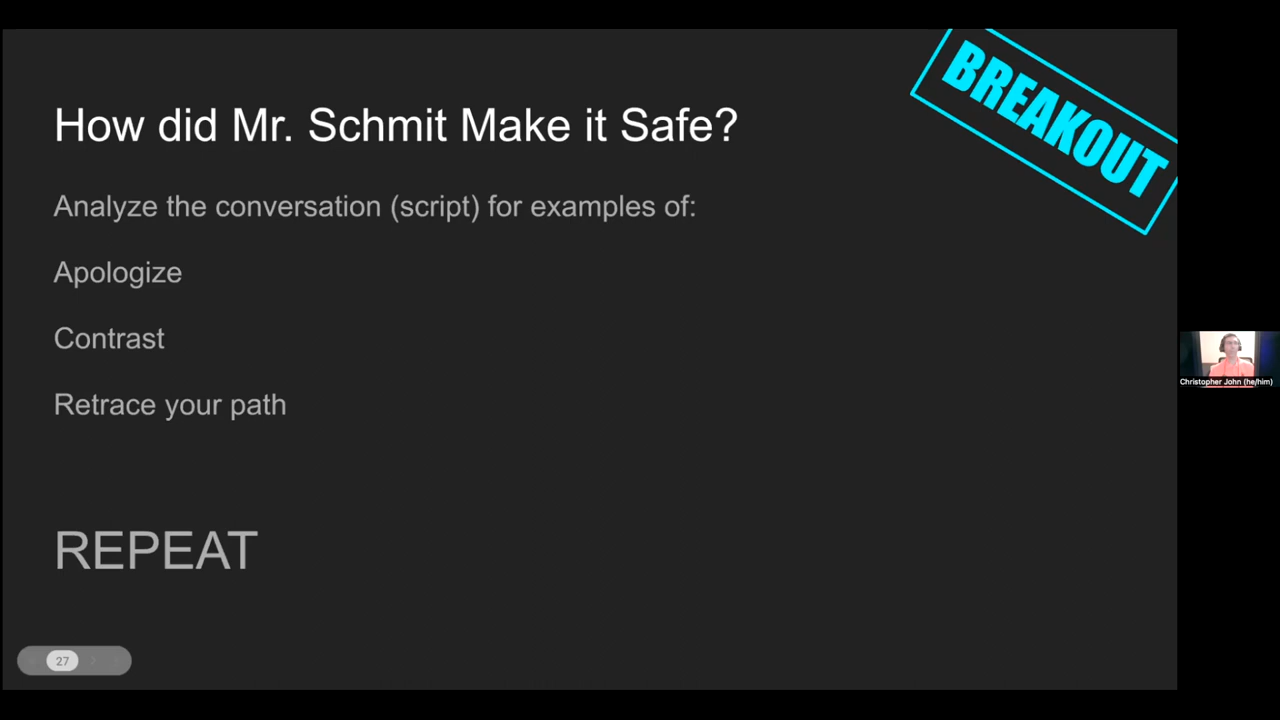 BREAKOUT
How did Mr. Schmit Make it Safe?
Analyze the conversation (script) for examples of:
Apologize
Contrast
Retrace your path
REPEAT
27
Christopher John (he/him)